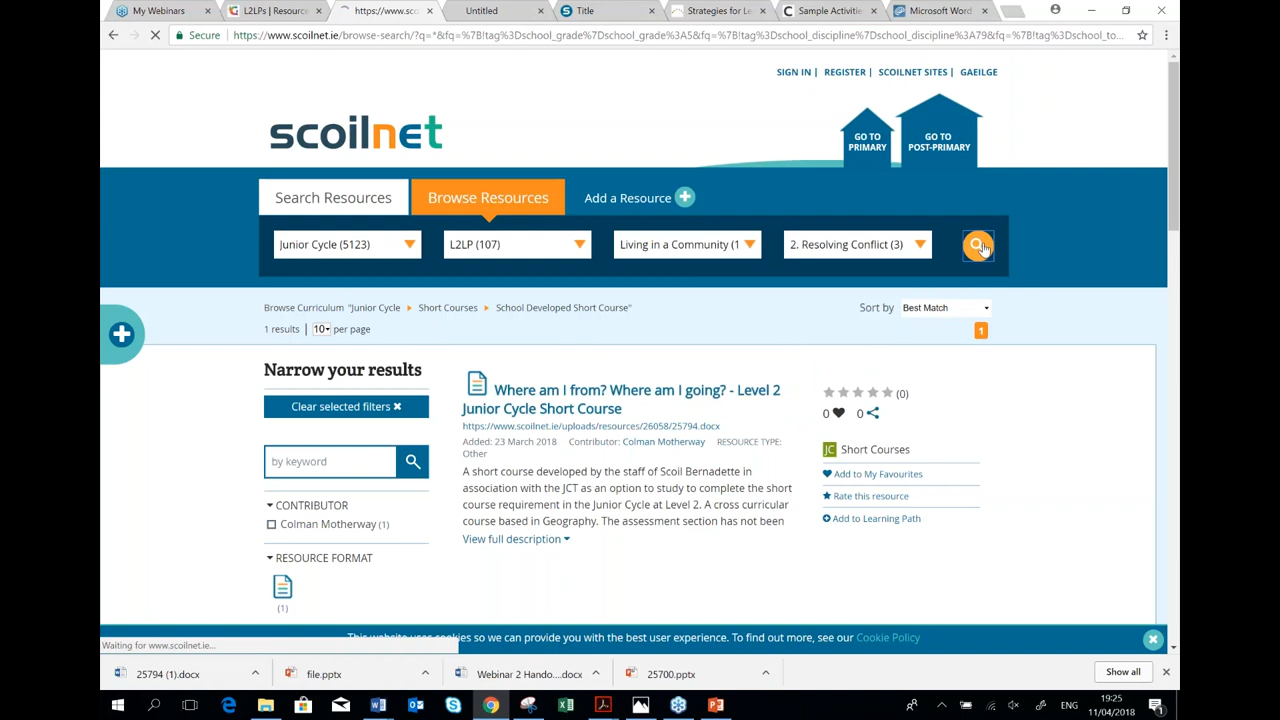 My Webinars
L2LPs | Resource
https://www.sco
Untitled
Title
Strategies for Le
Sample Activitie
Microsoft Word
Secure
https://www.scoilnet.ie/browse-search/?q=*&fq=%7B!tag%3Dschool_grade%7Dschool_grade%3A5&fq=%7B!tag%3Dschool_discipline%7Dschool_discipline%3A79&fq=%7B!tag%3Dschool_to...
SIGN IN | REGISTER | SCOILNET SITES | GAEILGE
scoilnet
GO TO
PRIMARY
GO TO
POST-PRIMARY
Search Resources
Browse Resources
Add a Resource
Junior Cycle (5123)
L2LP (107)
Living in a Community (1
2. Resolving Conflict (3)
Browse Curriculum "Junior Cycle Short Courses School Developed Short Course"
Sort by Best Match
1 results | 10 per page
1
Narrow your results
Clear selected filters ×
by keyword
CONTRIBUTOR
Colman Motherway (1)
RESOURCE FORMAT
(1)
Where am I from? Where am I going? - Level 2
Junior Cycle Short Course
https://www.scoilnet.ie/uploads/resources/26058/25794.docx
Added: 23 March 2018 Contributor: Colman Motherway RESOURCE TYPE:
Other
A short course developed by the staff of Scoil Bernadette in
association with the JCT as an option to study to complete the short
course requirement in the Junior Cycle at Level 2. A cross curricular
course based in Geography. The assessment section has not been
View full description
(0)
0 0
JC Short Courses
Add to My Favourites
Rate this resource
Add to Learning Path
This website uses cookies so we can provide you with the best user experience. To find out more, see our Cookie Policy
Waiting for www.scoilnet.ie...
25794 (1).docx
file.pptx
Webinar 2 Hando....docx
25700.pptx
Show all
ENG
19:25
11/04/2018